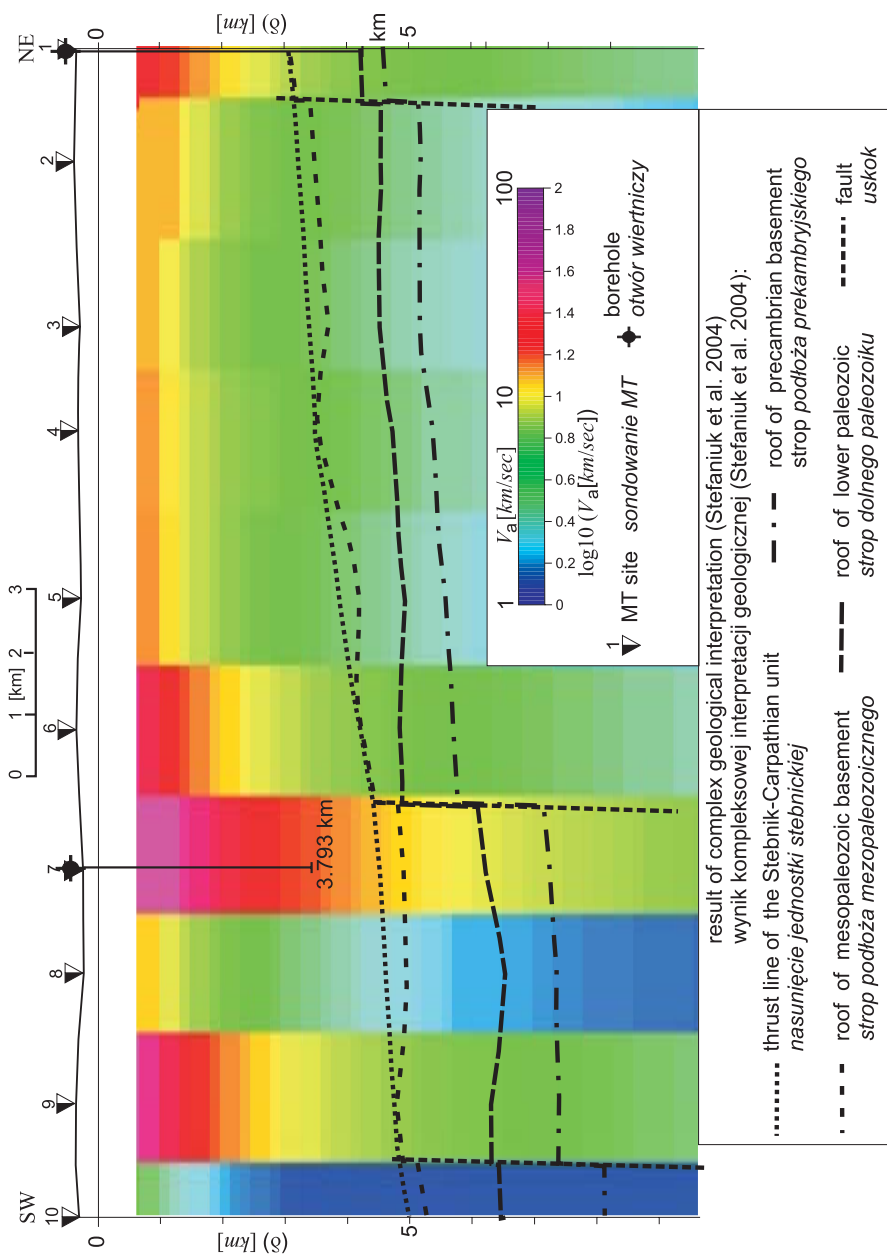 SW
NE
10
9
8
7
6
5
4
3
2
1
0 1 [km] 2 3
0
5
(δ) [km]
0
km
5
(δ) [km]
3.793 km
Va [km/sec]
1 10 100
0 0.2 0.4 0.6 0.8 1 1.2 1.4 1.6 1.8 2
log10 (Va [km/sec])
1 MT site sondowanie MT
borehole
otwór wiertniczy
result of complex geological interpretation (Stefaniuk et al. 2004)
wynik kompleksowej interpretacji geologicznej (Stefaniuk et al. 2004):
thrust line of the Stebnik-Carpathian unit
nasunięcie jednostki stebnickiej
roof of precambrian basement
strop podłoża prekambryjskiego
roof of mesopaleozoic basement
strop podłoża mezopaleozoicznego
roof of lower paleozoic
strop dolnego paleozoiku
fault
uskok